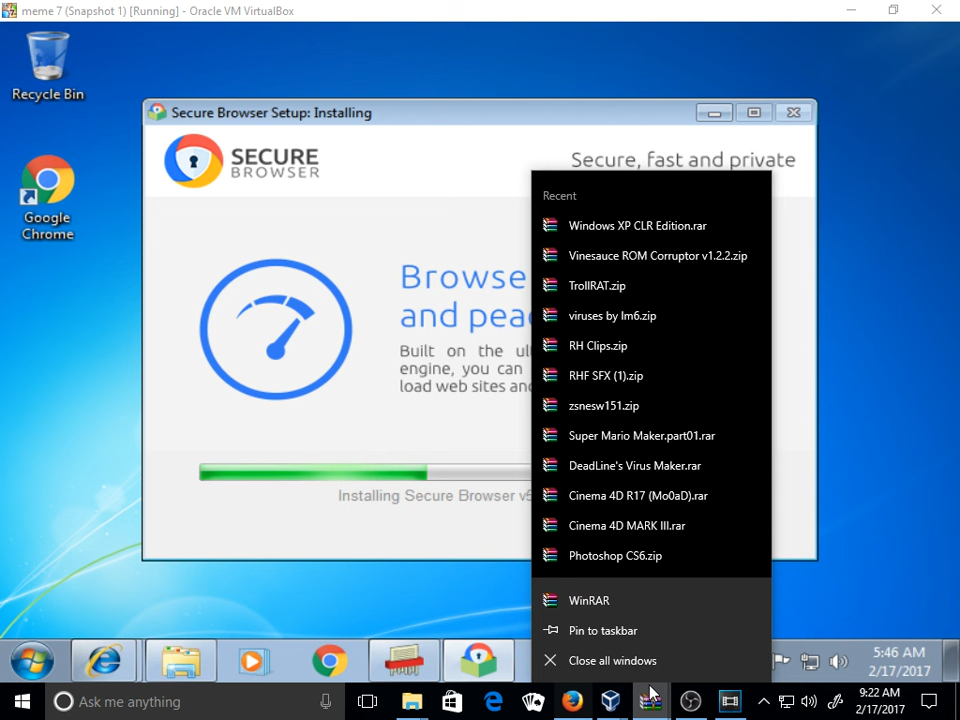 meme 7 (Snapshot 1) [Running] - Oracle VM VirtualBox
Recycle Bin
Google
Chrome
Secure Browser Setup: Installing
SECURE
BROWSER
Secure, fast and private
Browse
and pea
Built on the ul
engine, you can
load web sites and
Installing Secure Browser v5
Recent
Windows XP CLR Edition.rar
Vinesauce ROM Corruptor v1.2.2.zip
TrollRAT.zip
viruses by Im6.zip
RH Clips.zip
RHF SFX (1).zip
zsnesw151.zip
Super Mario Maker.part01.rar
DeadLine's Virus Maker.rar
Cinema 4D R17 (Mo0aD).rar
Cinema 4D MARK III.rar
Photoshop CS6.zip
WinRAR
Pin to taskbar
Close all windows
5:46 AM
2/17/2017
Ask me anything
9:22 AM
2/17/2017